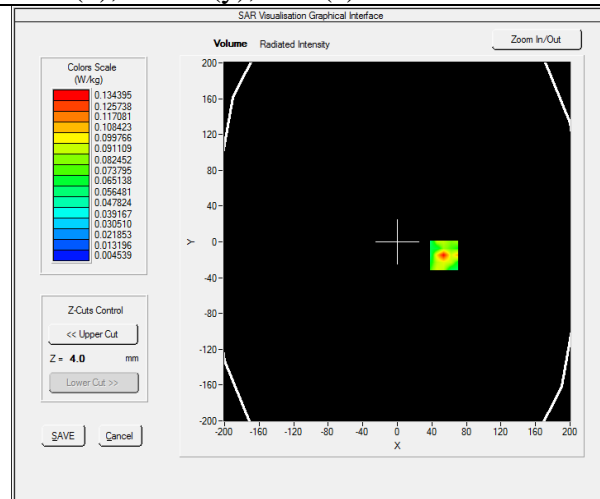 SAR Visualisation Graphical Interface
Volume Radiated Intensity
Zoom In/Out
Colors Scale
(W/kg)
0.134395
0.125738
0.117081
0.108423
0.099766
0.091109
0.082452
0.073795
0.065138
0.056481
0.047824
0.039167
0.030510
0.021853
0.013196
0.004539
Z-Cuts Control
<< Upper Cut
Z = 4.0 mm
Lower Cut >>
SAVE Cancel
Y
200
160
120
80
40
0
-40
-80
-120
-160
-200
-200 -160 -120 -80 -40 0 40 80 120 160 200
X